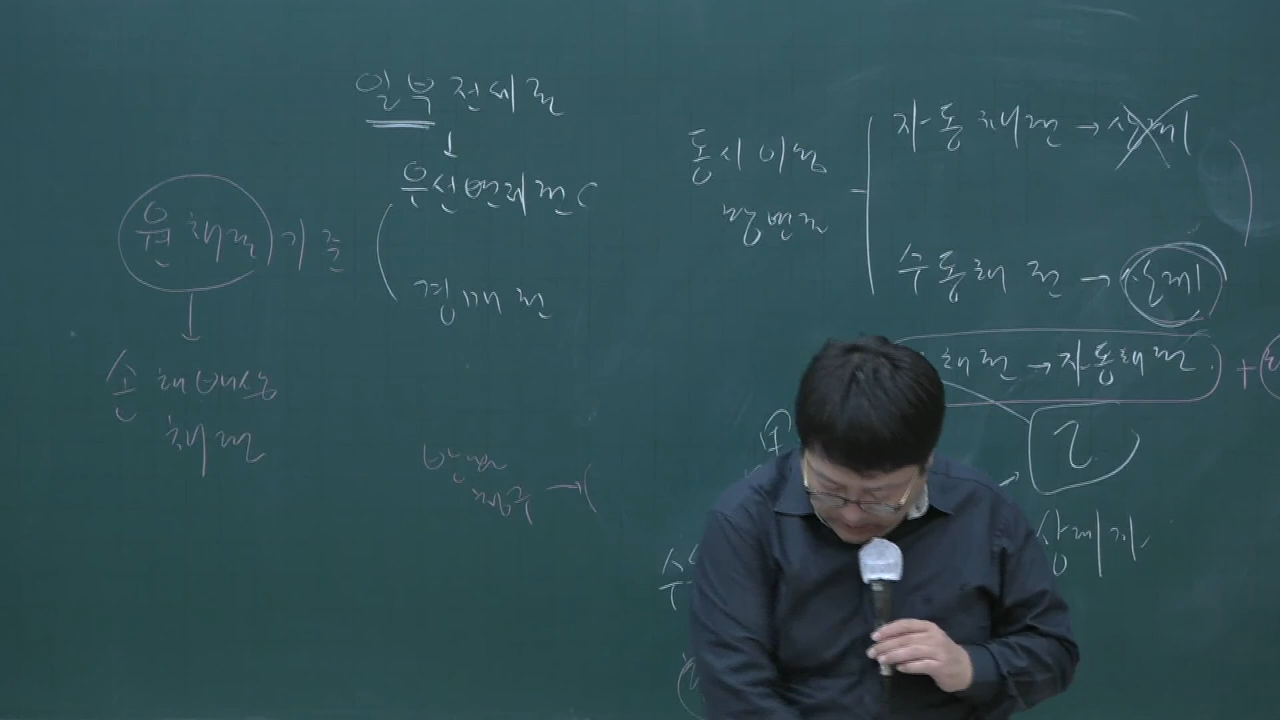 일부 전세권
↓
우선변제권 (
경매권
원채권 기준
↓
손해배상
채권
반환
청구 → (
동시이행
항변권
자동채권 → 상계
수동채권 → 상계
채권 → 자동채권 +
상계자